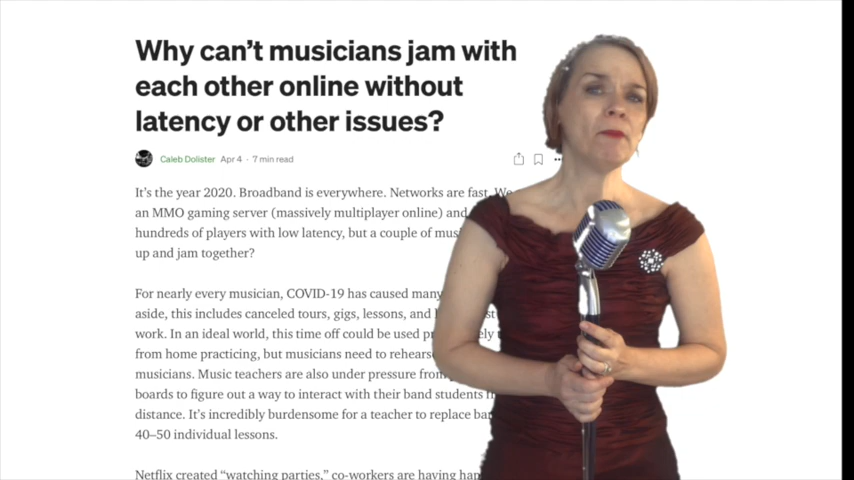 Why can't musicians jam with
each other online without
latency or other issues?
Caleb Dolister Apr 4 · 7 min read
It's the year 2020. Broadband is everywhere. Networks are fast. We
an MMO gaming server (massively multiplayer online) and
hundreds of players with low latency, but a couple of
up and jam together?
For nearly every musician, COVID-19 has caused many
aside, this includes canceled tours, gigs, lessons, and
work. In an ideal world, this time off could be used
from home practicing, but musicians need to
musicians. Music teachers are also under pressure
boards to figure out a way to interact with their band students
distance. It's incredibly burdensome for a teacher to replace
40–50 individual lessons.
Netflix created “watching parties,” co-workers are having